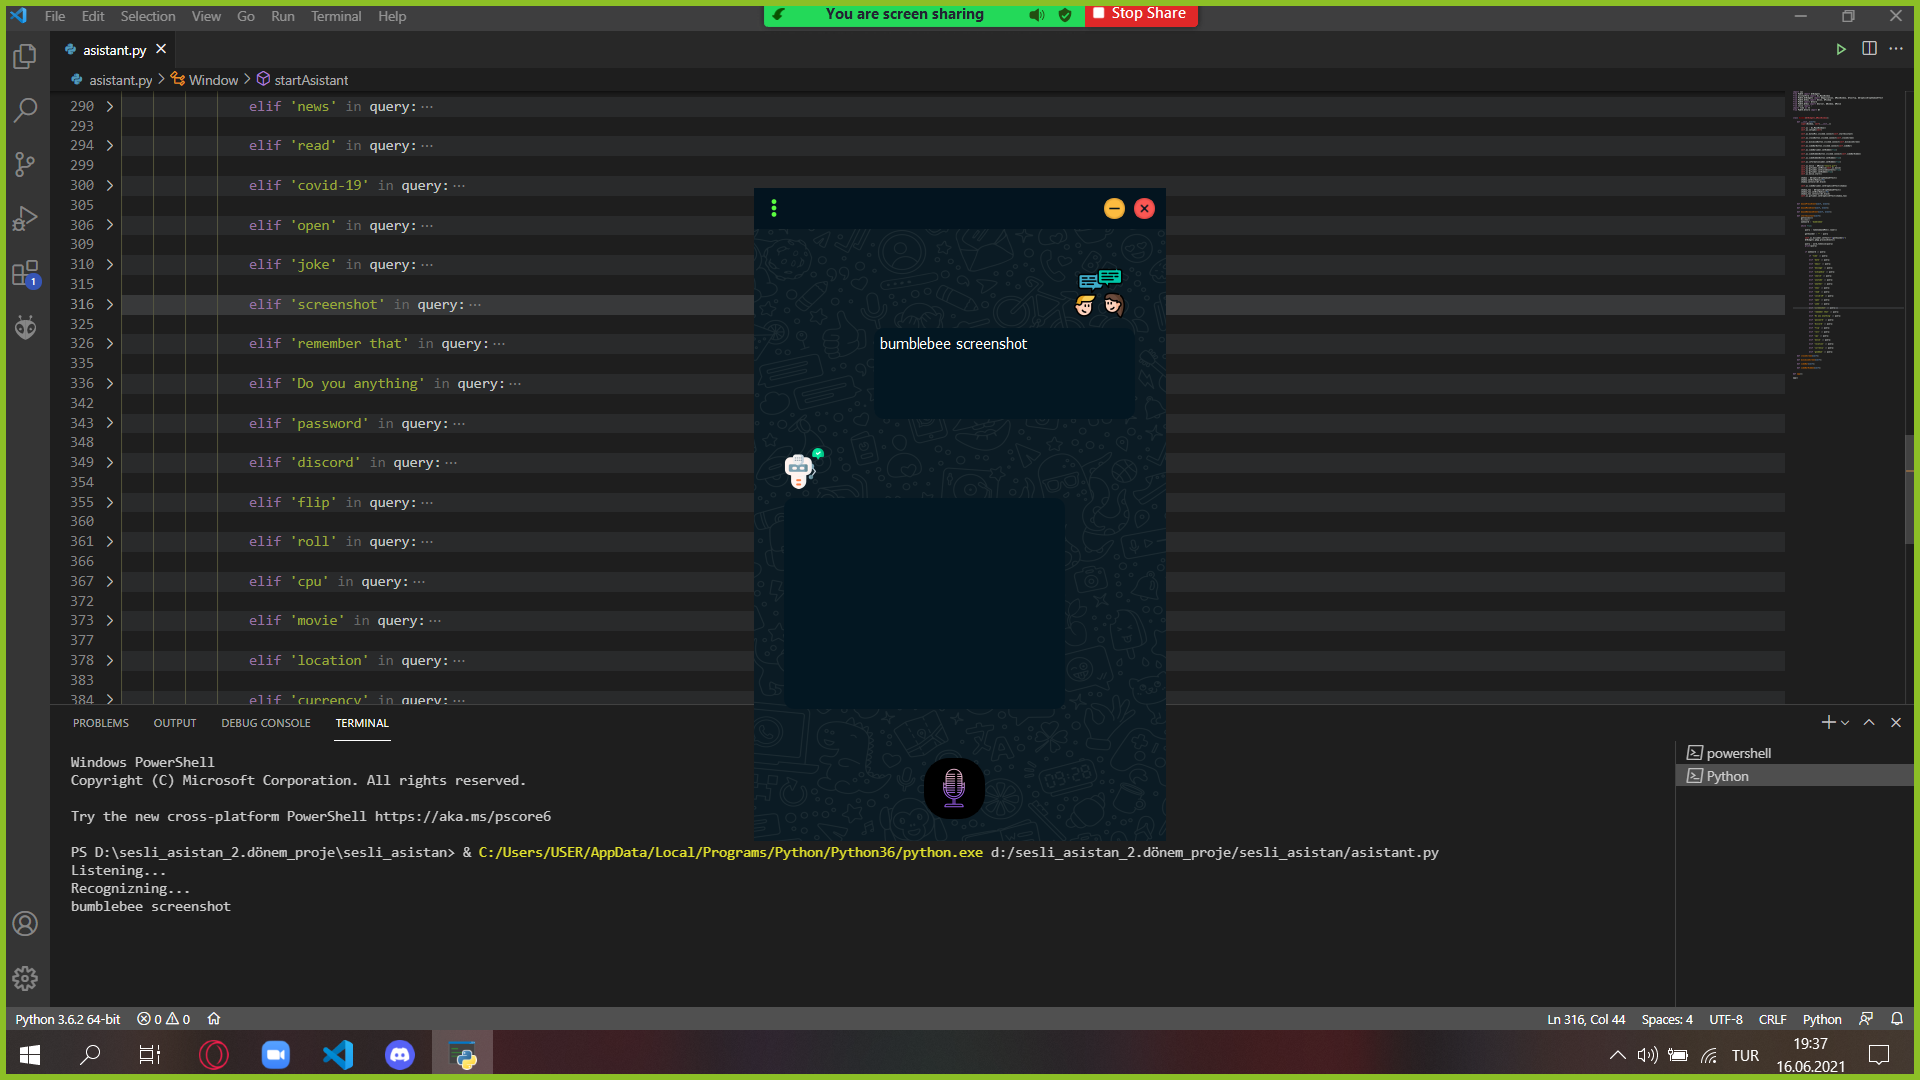 File Edit Selection View Go Run Terminal Help
You are screen sharing
Stop Share
asistant.py
asistant.py > Window > startAsistant
290 elif 'news' in query:···
293
294 elif 'read' in query:···
299
300 elif 'covid-19' in query:···
305
306 elif 'open' in query:···
309
310 elif 'joke' in query:···
315
316 elif 'screenshot' in query:···
325
326 elif 'remember that' in query:···
335
336 elif 'Do you anything' in query:···
342
343 elif 'password' in query:···
348
349 elif 'discord' in query:···
354
355 elif 'flip' in query:···
360
361 elif 'roll' in query:···
366
367 elif 'cpu' in query:···
372
373 elif 'movie' in query:···
377
378 elif 'location' in query:···
383
384 elif 'currency' in query:···
bumblebee screenshot
1
PROBLEMS OUTPUT DEBUG CONSOLE TERMINAL
Windows PowerShell
Copyright (C) Microsoft Corporation. All rights reserved.
Try the new cross-platform PowerShell https://aka.ms/pscore6
PS D:\sesli_asistan_2.dönem_proje\sesli_asistan> & C:/Users/USER/AppData/Local/Programs/Python/Python36/python.exe d:/sesli_asistan_2.dönem_proje/sesli_asistan/asistant.py
Listening...
Recognizning...
bumblebee screenshot
powershell
Python
Python 3.6.2 64-bit 0 0
Ln 316, Col 44 Spaces: 4 UTF-8 CRLF Python
TUR
19:37
16.06.2021